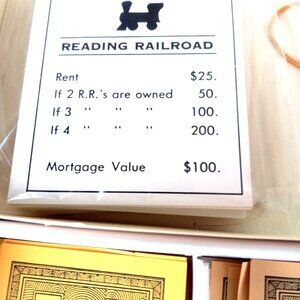 READING RAILROAD
Rent $25.
If 2 R.R.'s are owned 50.
If 3 " " " 100.
If 4 " " " 200.
Mortgage Value $100.